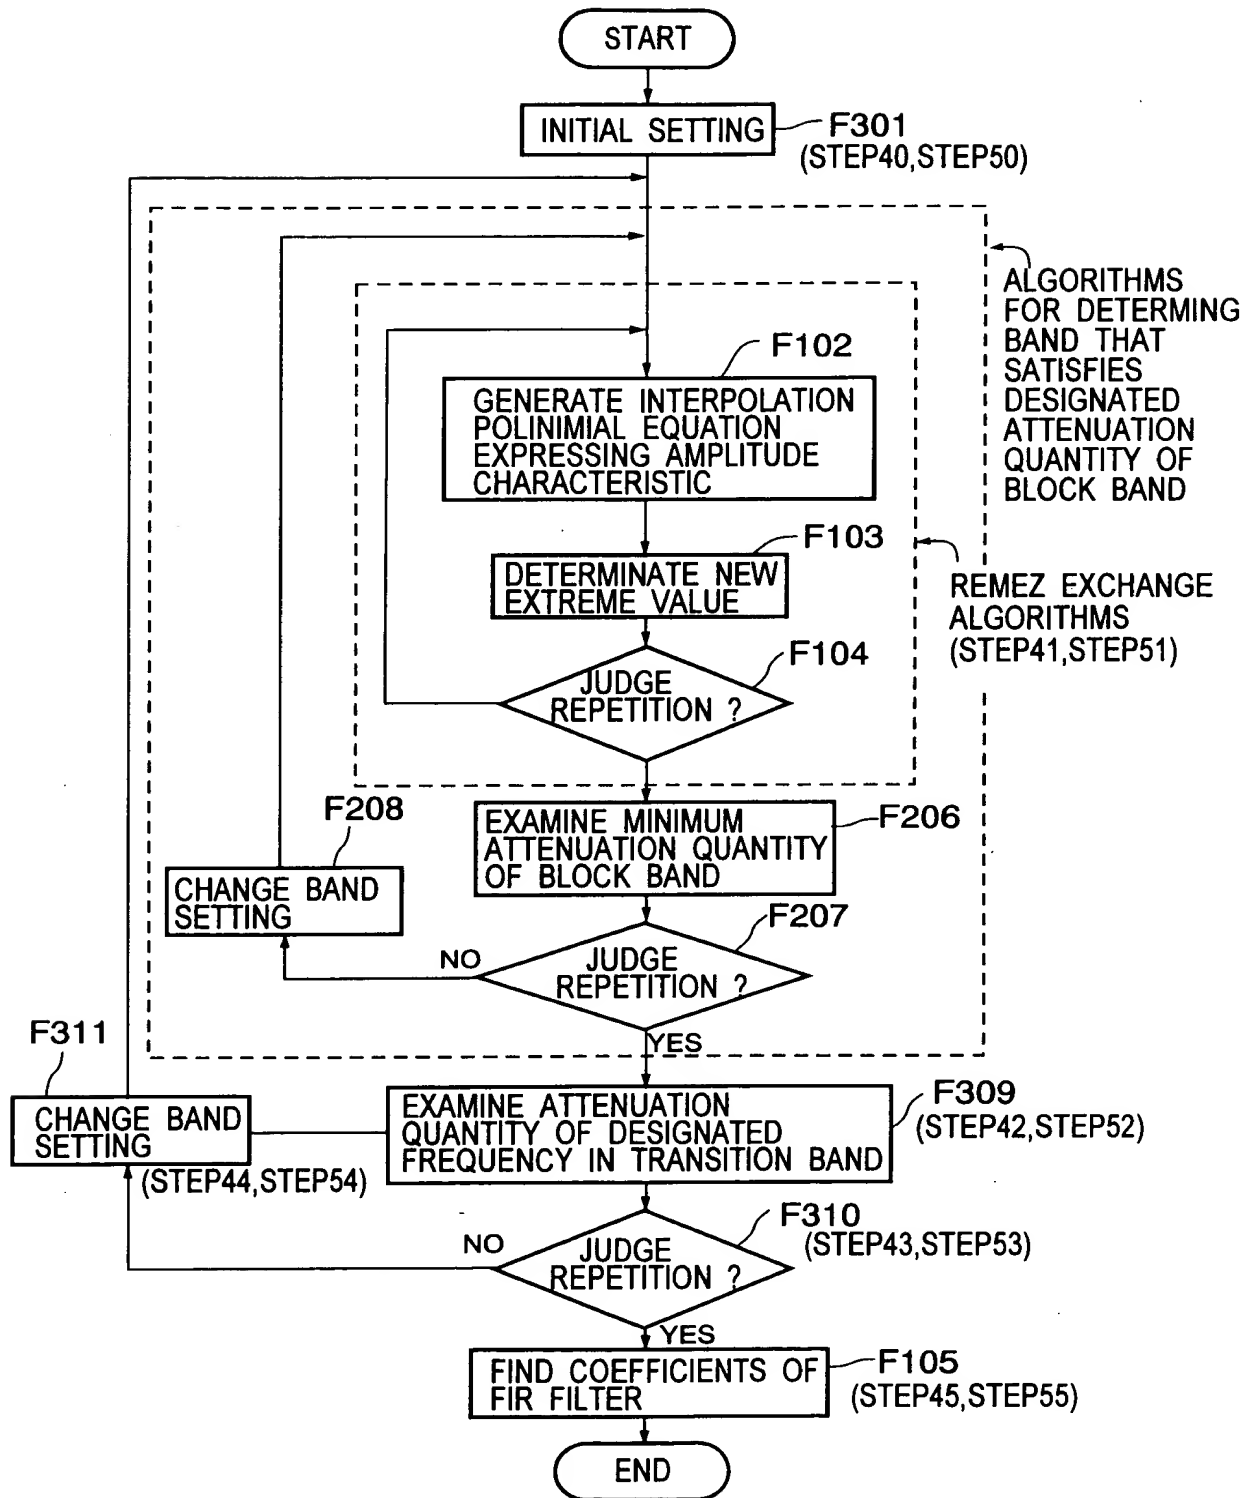 START
INITIAL SETTING
F301
(STEP40,STEP50)
ALGORITHMS
FOR DETERMING
BAND THAT
SATISFIES
DESIGNATED
ATTENUATION
QUANTITY OF
BLOCK BAND
F102
GENERATE INTERPOLATION
POLINIMIAL EQUATION
EXPRESSING AMPLITUDE
CHARACTERISTIC
F103
DETERMINATE NEW
EXTREME VALUE
REMEZ EXCHANGE
ALGORITHMS
(STEP41,STEP51)
F104
JUDGE
REPETITION ?
F208
CHANGE BAND
SETTING
EXAMINE MINIMUM
ATTENUATION QUANTITY
OF BLOCK BAND
F206
F207
NO
JUDGE
REPETITION ?
YES
F311
CHANGE BAND
SETTING
(STEP44,STEP54)
EXAMINE ATTENUATION
QUANTITY OF DESIGNATED
FREQUENCY IN TRANSITION BAND
F309
(STEP42,STEP52)
F310
(STEP43,STEP53)
NO
JUDGE
REPETITION ?
YES
FIND COEFFICIENTS OF
FIR FILTER
F105
(STEP45,STEP55)
END